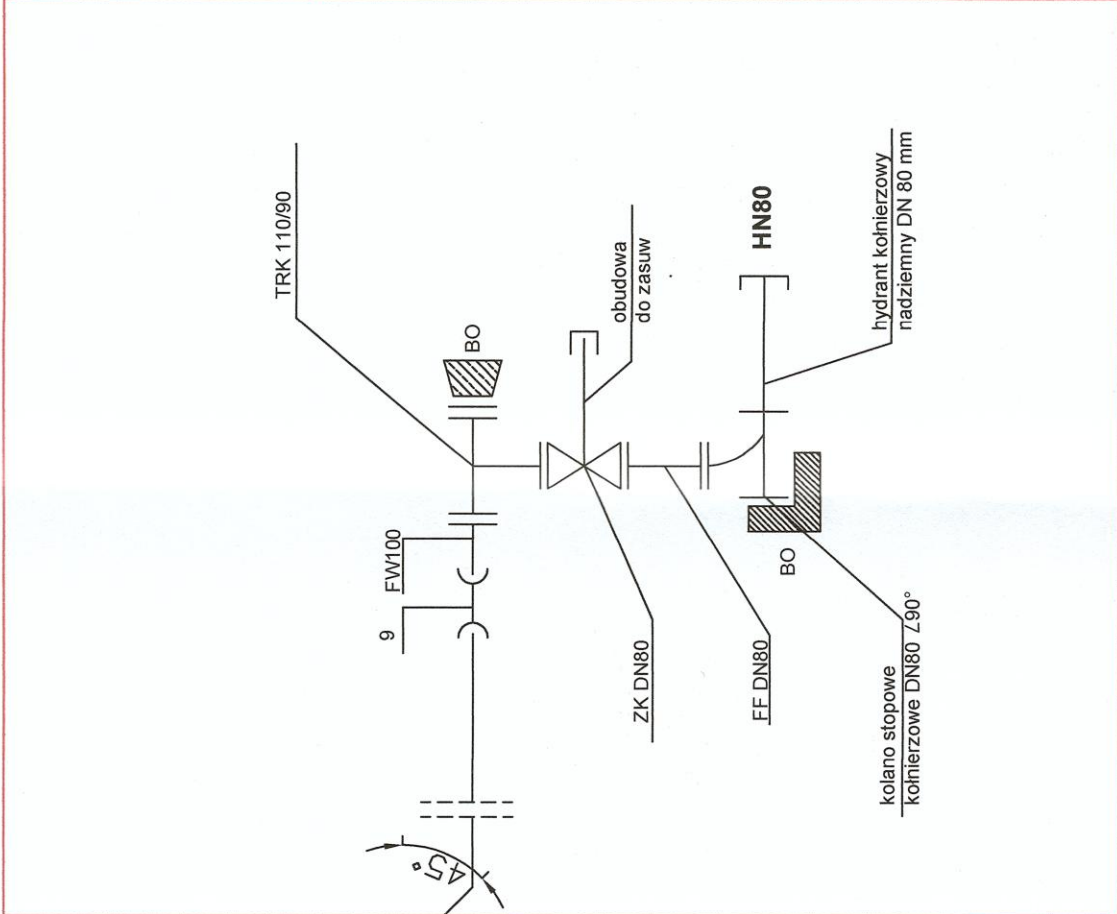 TRK 110/90
BO
obudowa
do zasuw
HN80
hydrant kołnierzowy
nadziemny DN 80 mm
FW100
9
ZK DN80
FF DN80
BO
kolano stopowe
kołnierzowe DN80 ∠90°
45°